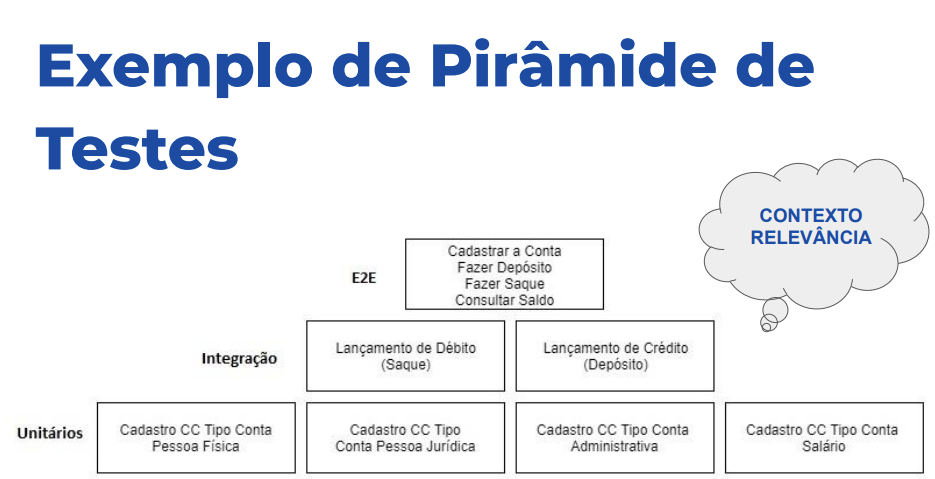 Exemplo de Pirâmide de
Testes
CONTEXTO
RELEVÂNCIA
E2E
Cadastrar a Conta
Fazer Depósito
Fazer Saque
Consultar Saldo
Integração
Lançamento de Débito
(Saque)
Lançamento de Crédito
(Depósito)
Unitários
Cadastro CC Tipo Conta
Pessoa Física
Cadastro CC Tipo
Conta Pessoa Jurídica
Cadastro CC Tipo Conta
Administrativa
Cadastro CC Tipo Conta
Salário